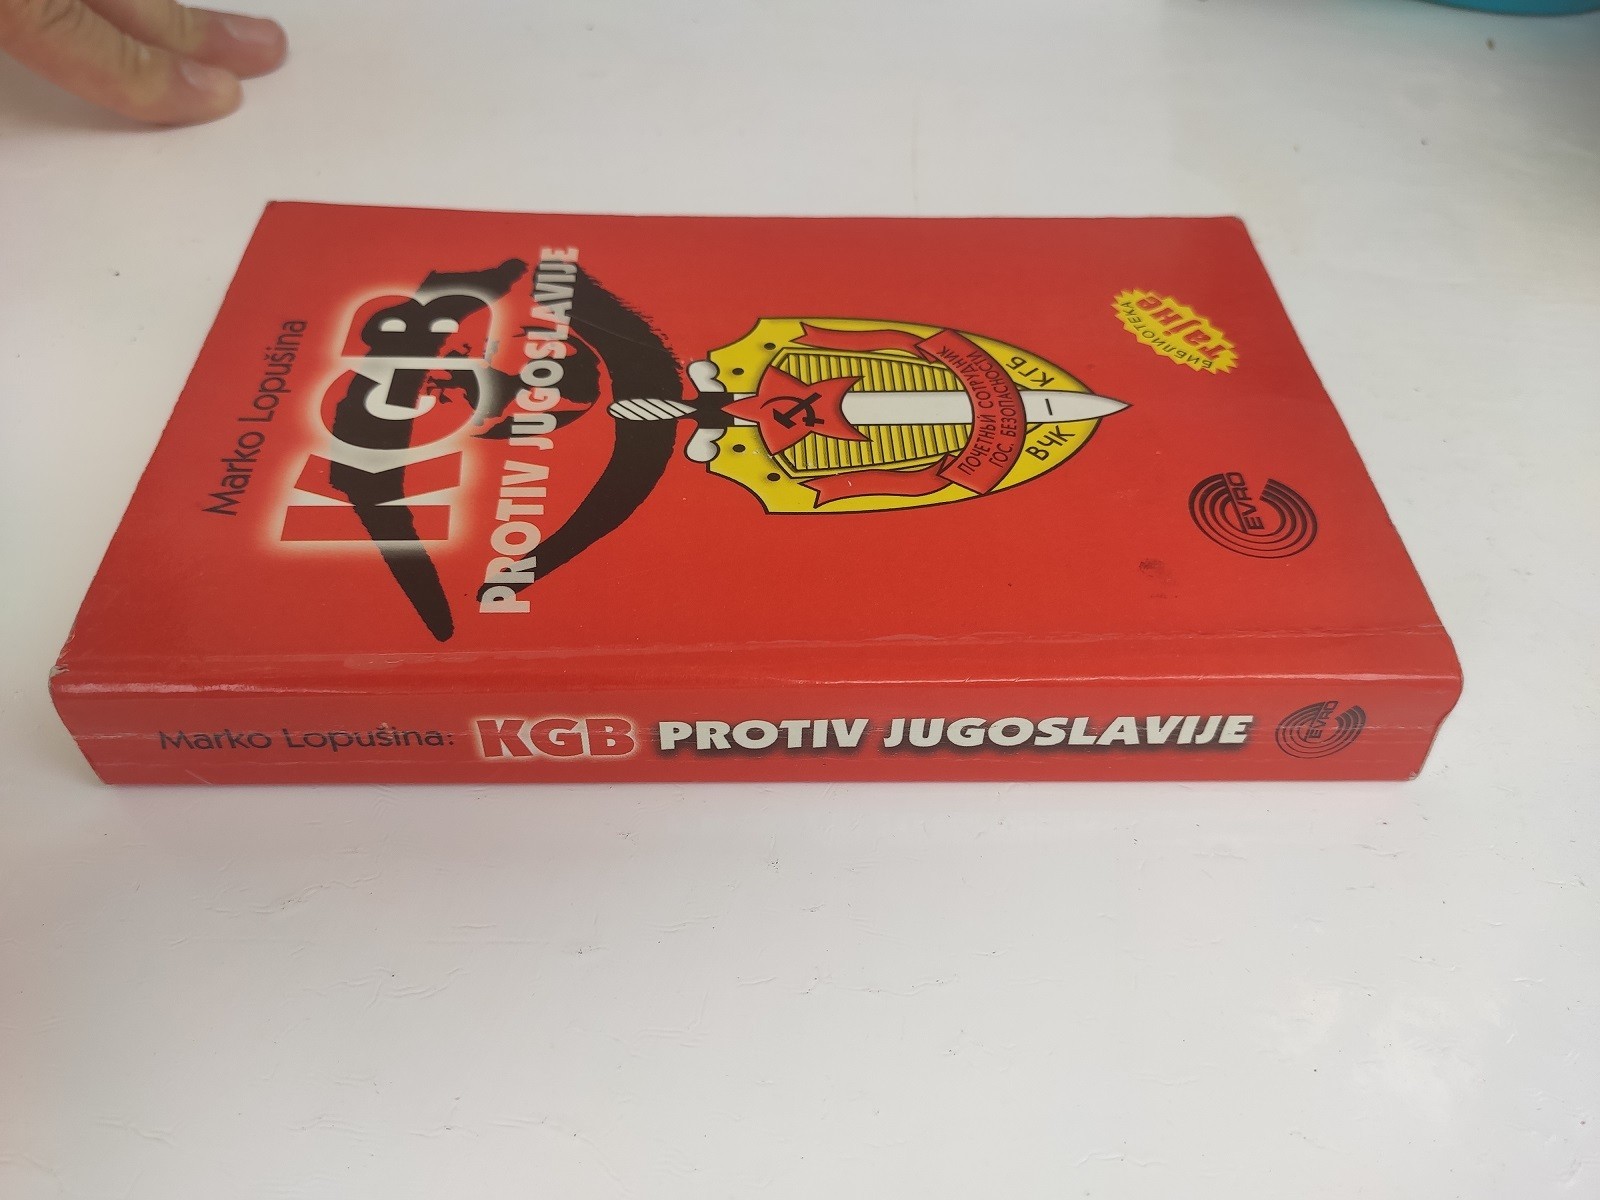 Marko Lopušina
KGB
PROTIV JUGOSLAVIJE
ПОЧЕТНЫЙ СОТРУДНИК
ГОС. БЕЗОПАСНОСТИ
ВЧК – КГБ
БИБЛИОТЕКА
тајне
EVRO
Marko Lopušina: KGB PROTIV JUGOSLAVIJE
EVRO